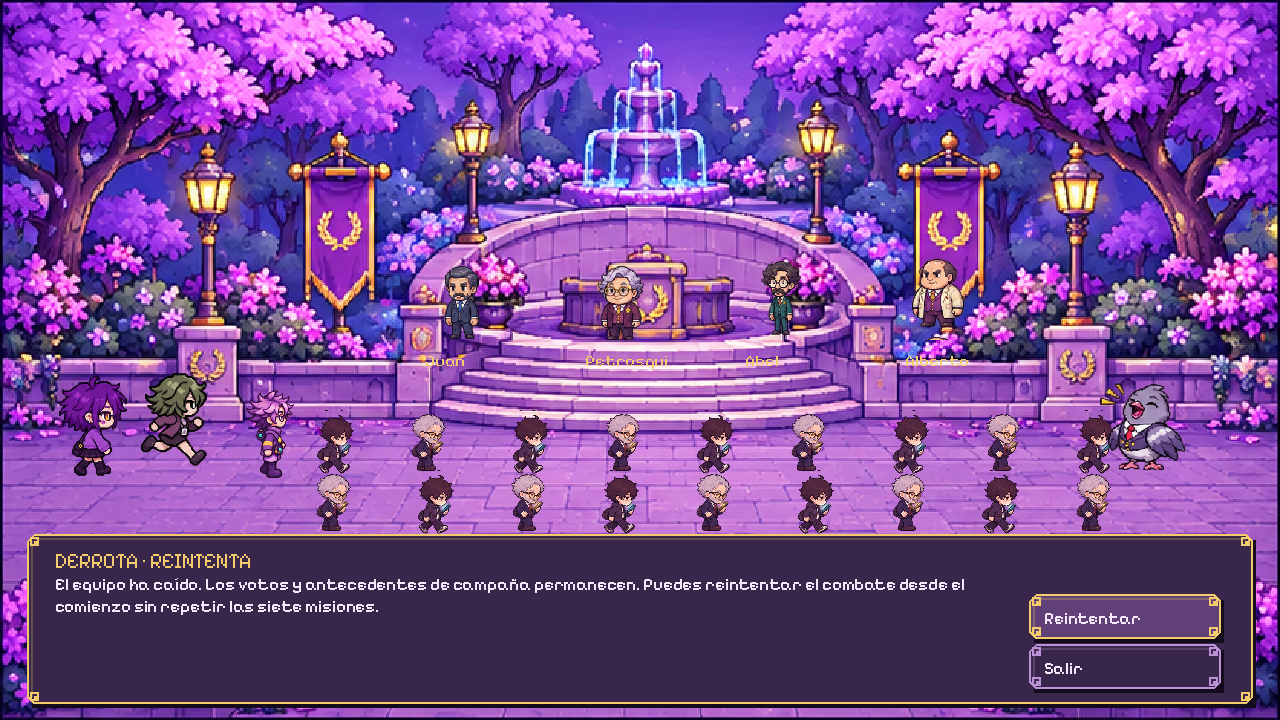 Juan Petrosqui Abel Alberto
DERROTA · REINTENTA
El equipo ha caído. Los votos y antecedentes de campaña permanecen. Puedes reintentar el combate desde el
comienzo sin repetir las siete misiones.
Reintentar
Salir